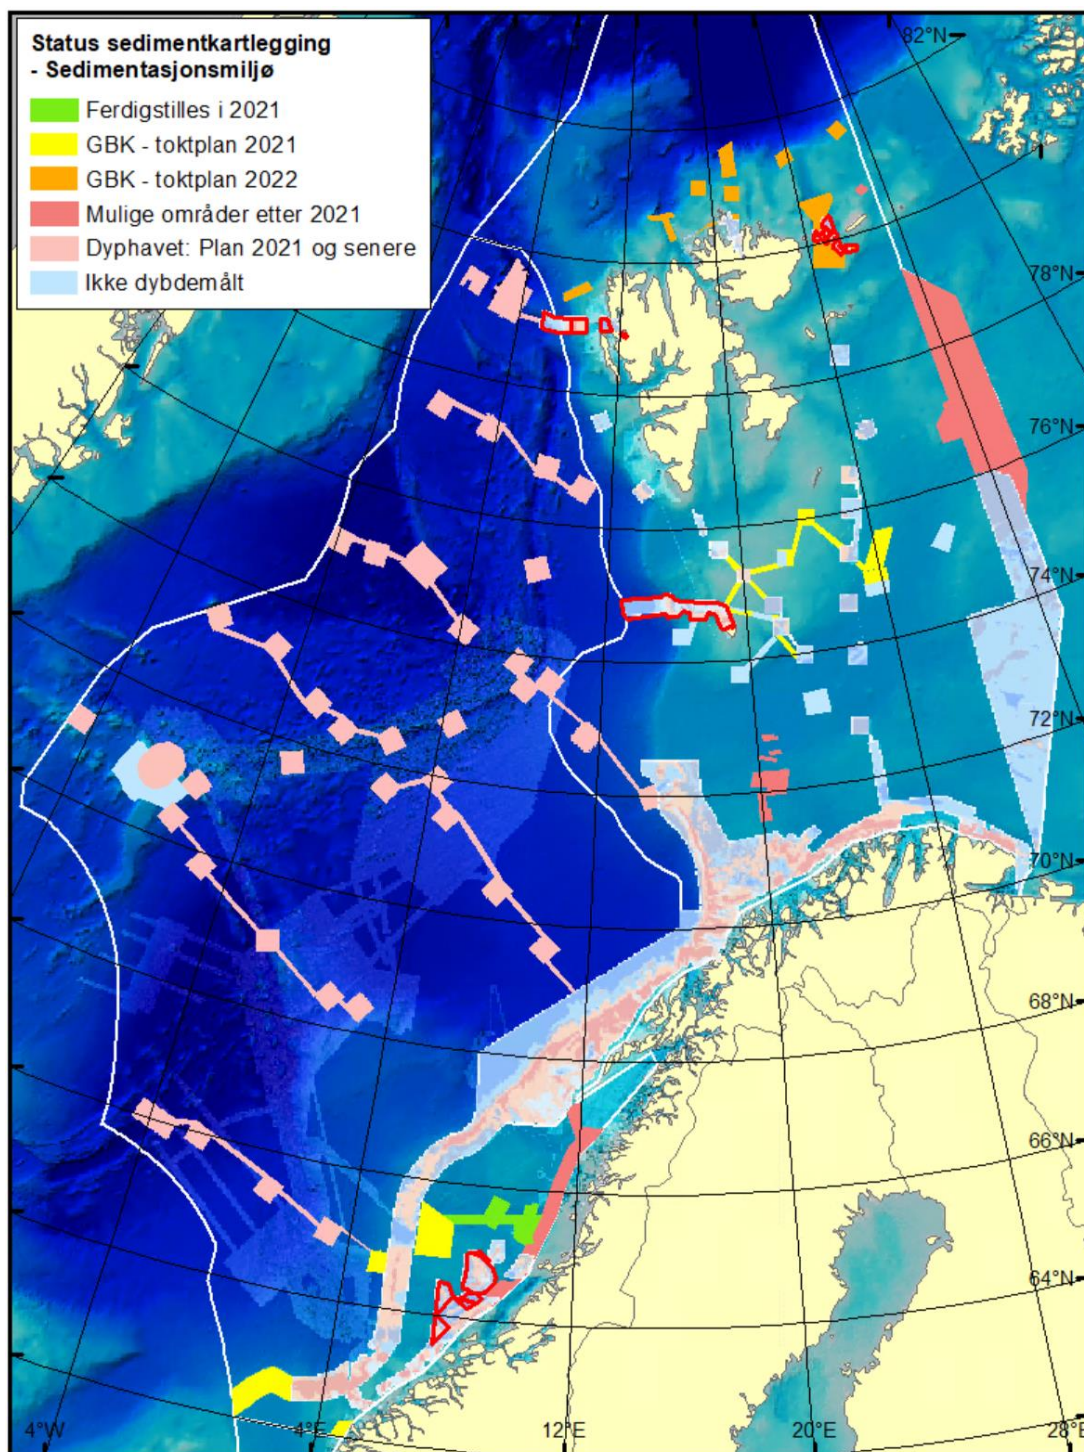 Status sedimentkartlegging
- Sedimentasjonsmiljø
Ferdigstilles i 2021
GBK - toktplan 2021
GBK - toktplan 2022
Mulige områder etter 2021
Dyphavet: Plan 2021 og senere
Ikke dybdemålt
82°N
78°N
76°N
74°N
72°N
70°N
68°N
66°N
64°N
4°W
4°E
12°E
20°E
28°E